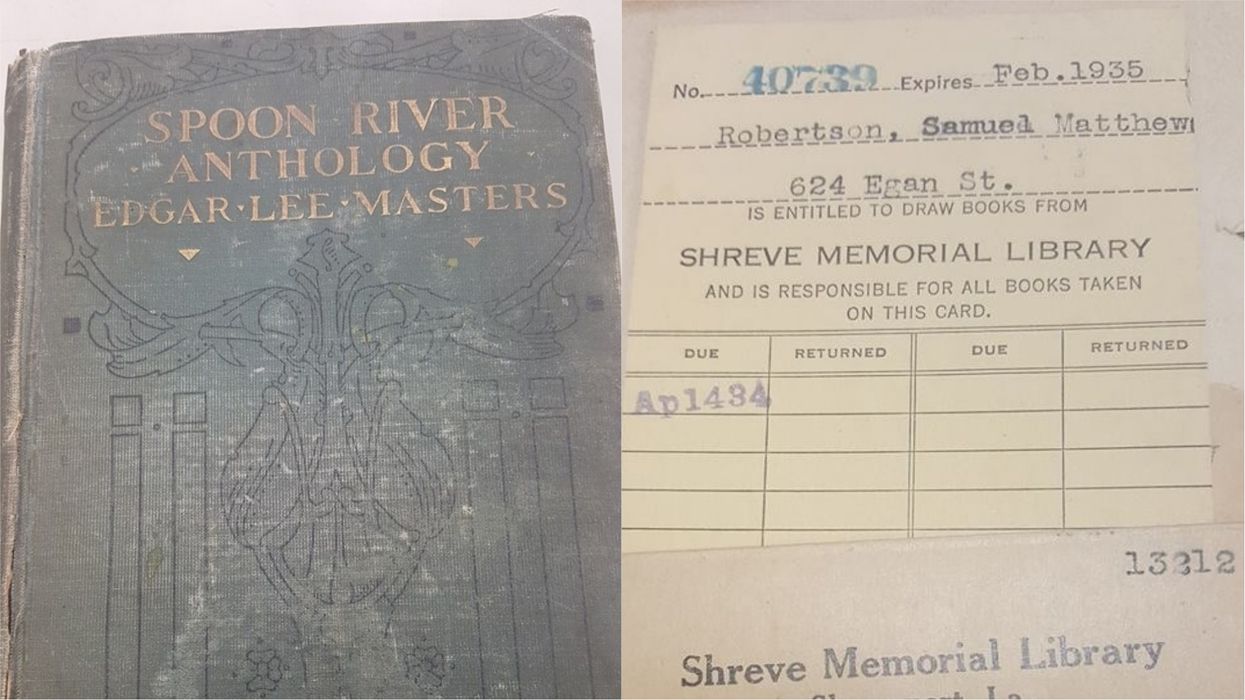 SPOON RIVER
ANTHOLOGY
EDGAR·LEE·MASTERS
No. 40739 Expires Feb. 1935
Robertson, Samuel Matthew
624 Egan St.
IS ENTITLED TO DRAW BOOKS FROM
SHREVE MEMORIAL LIBRARY
AND IS RESPONSIBLE FOR ALL BOOKS TAKEN
ON THIS CARD.
DUE RETURNED DUE RETURNED
Ap1434
13212
Shreve Memorial Library